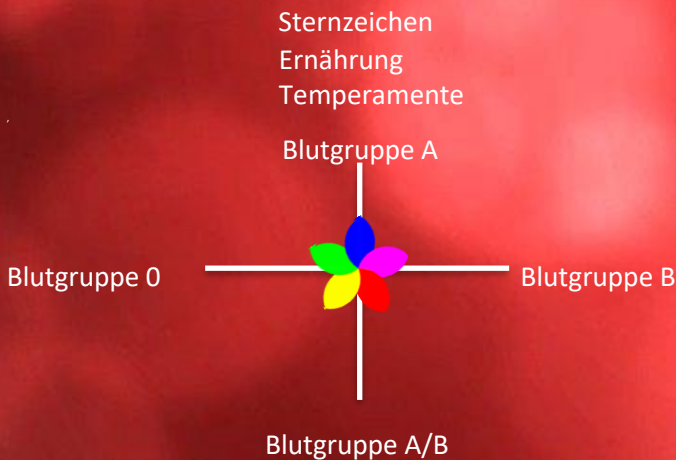 Sternzeichen
Ernährung
Temperamente
Blutgruppe A
Blutgruppe 0
Blutgruppe B
Blutgruppe A/B